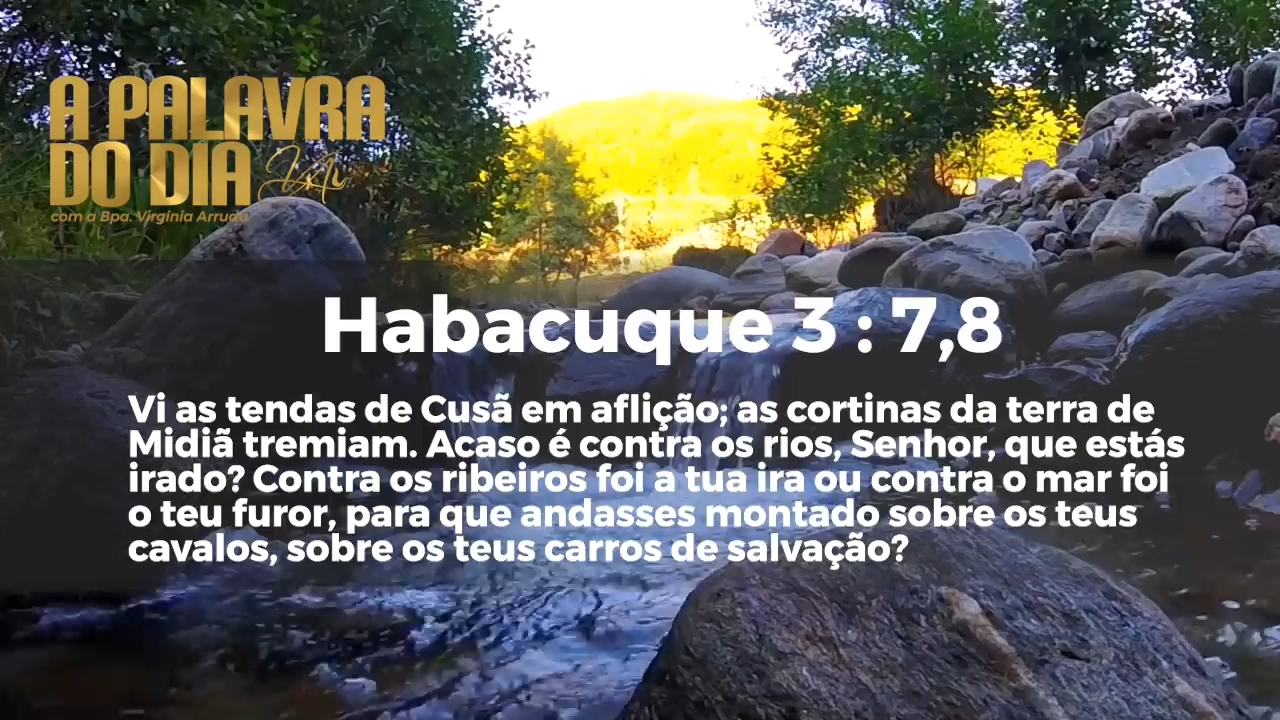 A PALAVRA
DO DIA
com a Bpa. Virgínia Arruda
Habacuque 3 : 7,8
Vi as tendas de Cusã em aflição; as cortinas da terra de
Midiã tremiam. Acaso é contra os rios, Senhor, que estás
irado? Contra os ribeiros foi a tua ira ou contra o mar foi
o teu furor, para que andasses montado sobre os teus
cavalos, sobre os teus carros de salvação?